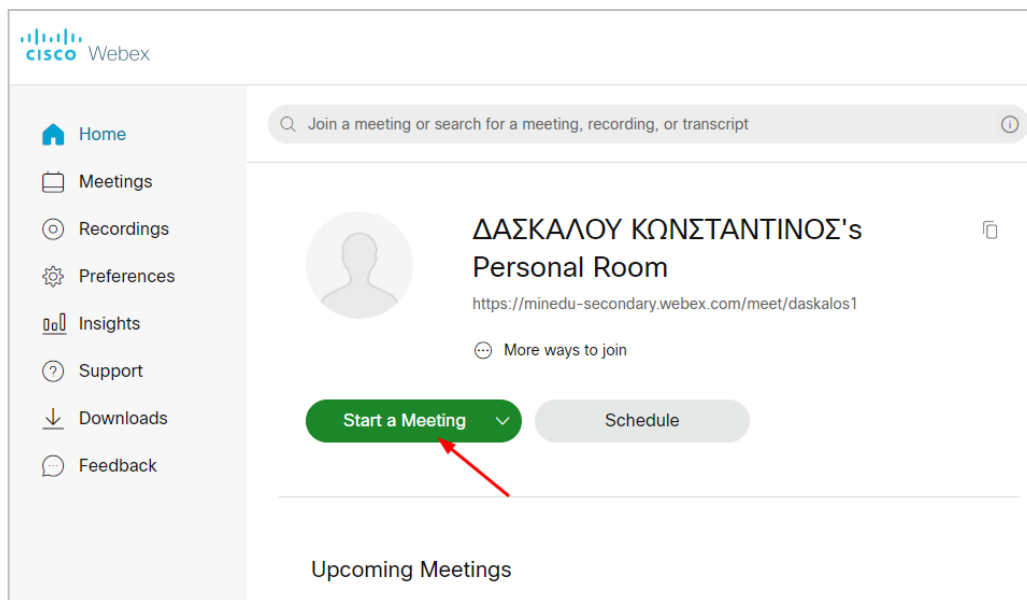 cisco Webex
Join a meeting or search for a meeting, recording, or transcript
Home
Meetings
Recordings
Preferences
Insights
Support
Downloads
Feedback
ΔΑΣΚΑΛΟΥ ΚΩΝΣΤΑΝΤΙΝΟΣ's
Personal Room
https://minedu-secondary.webex.com/meet/daskalos1
More ways to join
Start a Meeting
Schedule
Upcoming Meetings